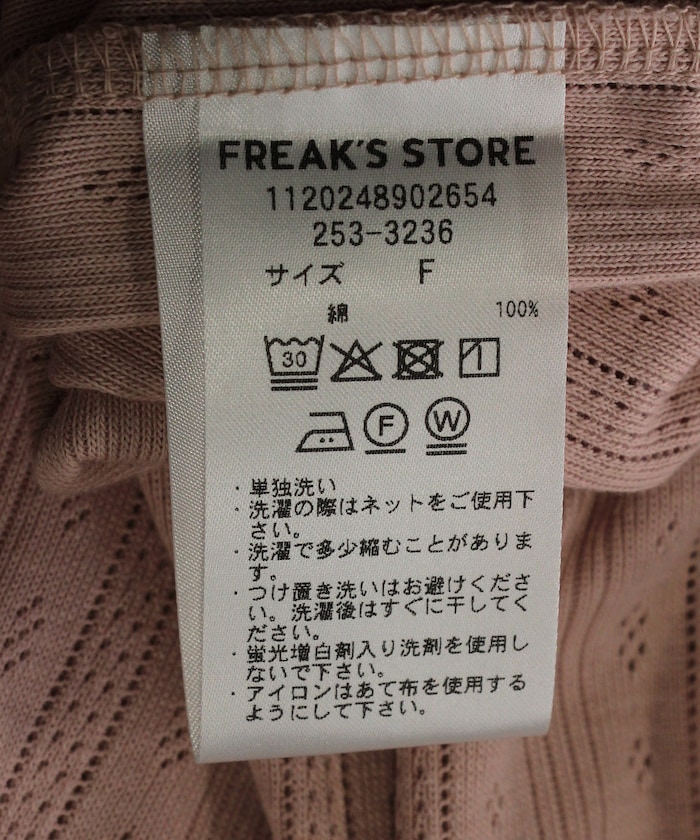 FREAK'S STORE
1120248902654
253-3236
サイズ F
綿 100%
30
F W
・単独洗い
・洗濯の際はネットをご使用下
さい。
・洗濯で多少縮むことがありま
す。
・つけ置き洗いはお避けくださ
い。洗濯後はすぐに干してく
ださい。
・蛍光増白剤入り洗剤を使用し
ないで下さい。
・アイロンはあて布を使用する
ようにして下さい。